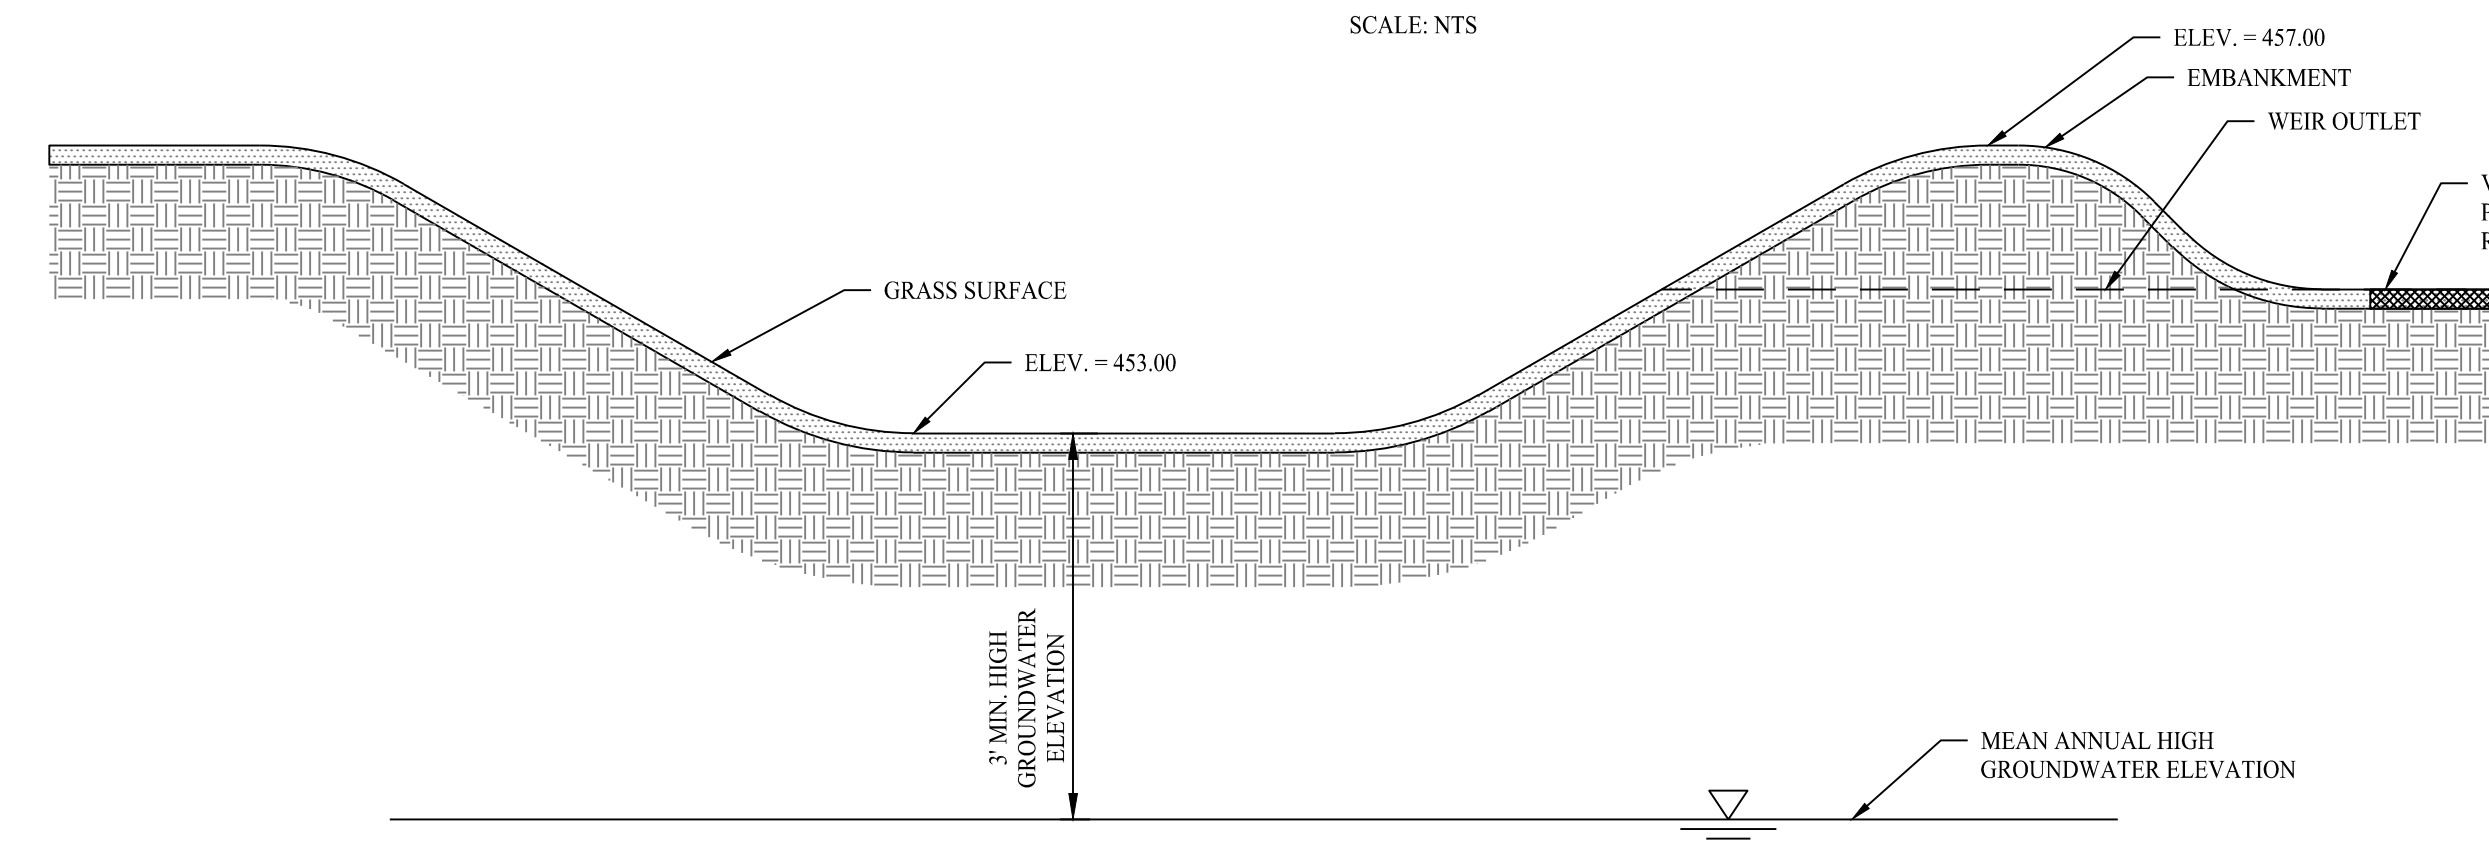 SCALE: NTS
ELEV. = 457.00
EMBANKMENT
WEIR OUTLET
GRASS SURFACE
ELEV. = 453.00
3' MIN. HIGH
GROUNDWATER
ELEVATION
MEAN ANNUAL HIGH
GROUNDWATER ELEVATION